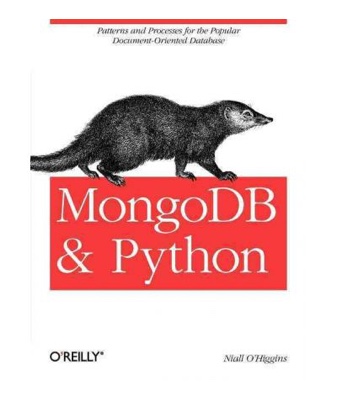 Patterns and Processes for the Popular
Document-Oriented Database
MongoDB
& Python
O'REILLY®
Niall O'Higgins